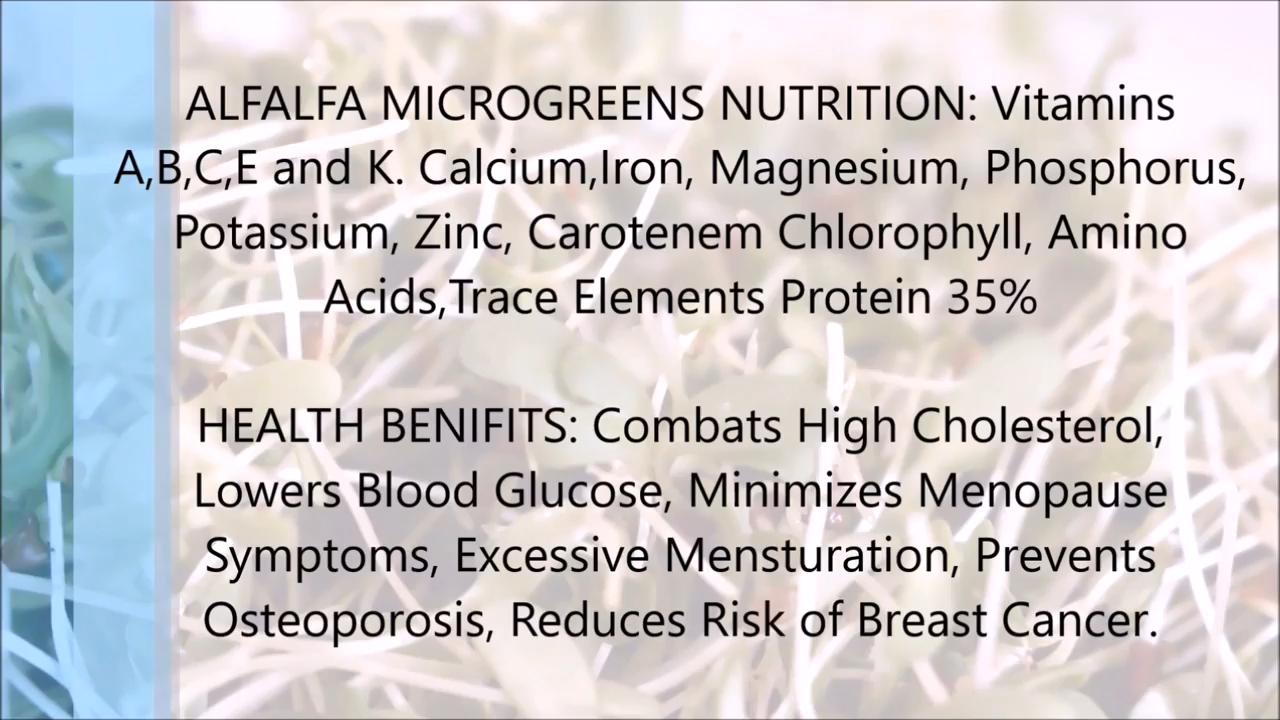 ALFALFA MICROGREENS NUTRITION: Vitamins
A,B,C,E and K. Calcium,Iron, Magnesium, Phosphorus,
Potassium, Zinc, Carotenem Chlorophyll, Amino
Acids,Trace Elements Protein 35%
HEALTH BENIFITS: Combats High Cholesterol,
Lowers Blood Glucose, Minimizes Menopause
Symptoms, Excessive Mensturation, Prevents
Osteoporosis, Reduces Risk of Breast Cancer.